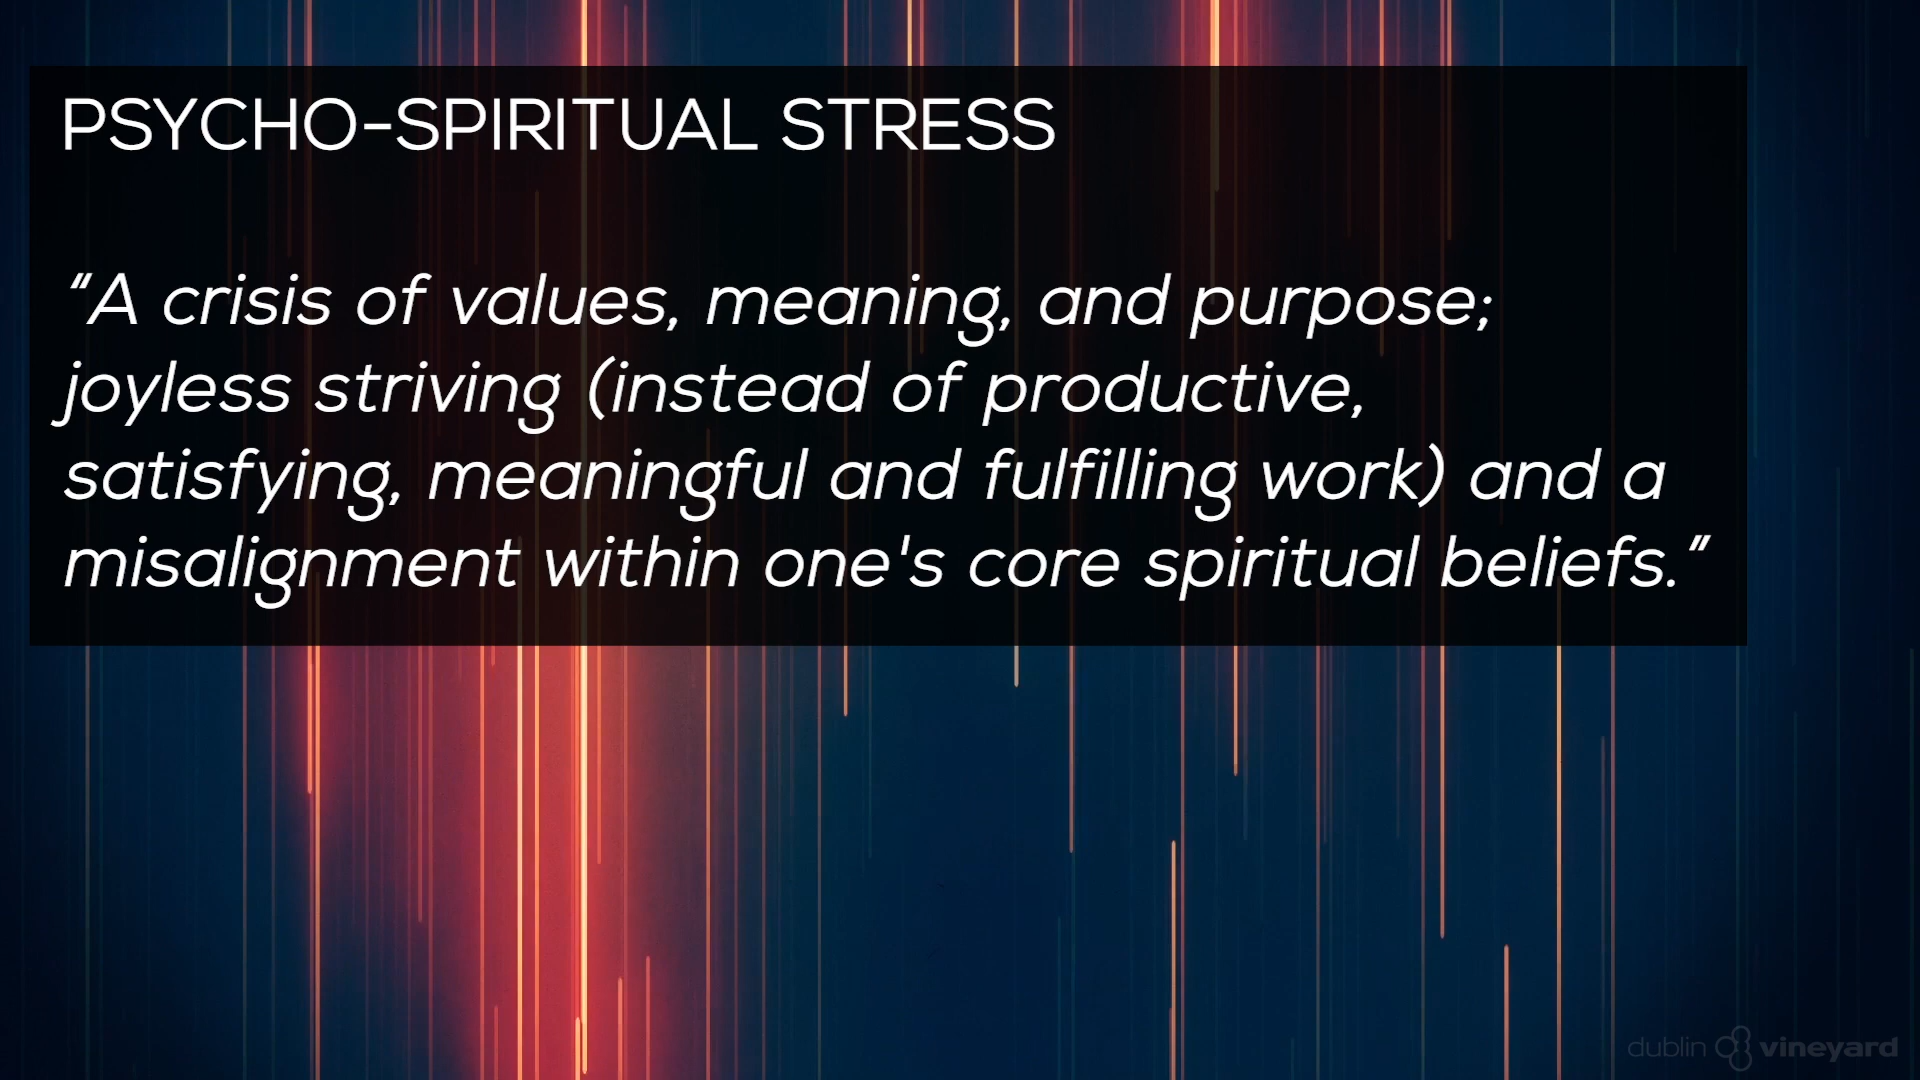 PSYCHO-SPIRITUAL STRESS
“A crisis of values, meaning, and purpose;
joyless striving (instead of productive,
satisfying, meaningful and fulfilling work) and a
misalignment within one's core spiritual beliefs.”
dublin vineyard